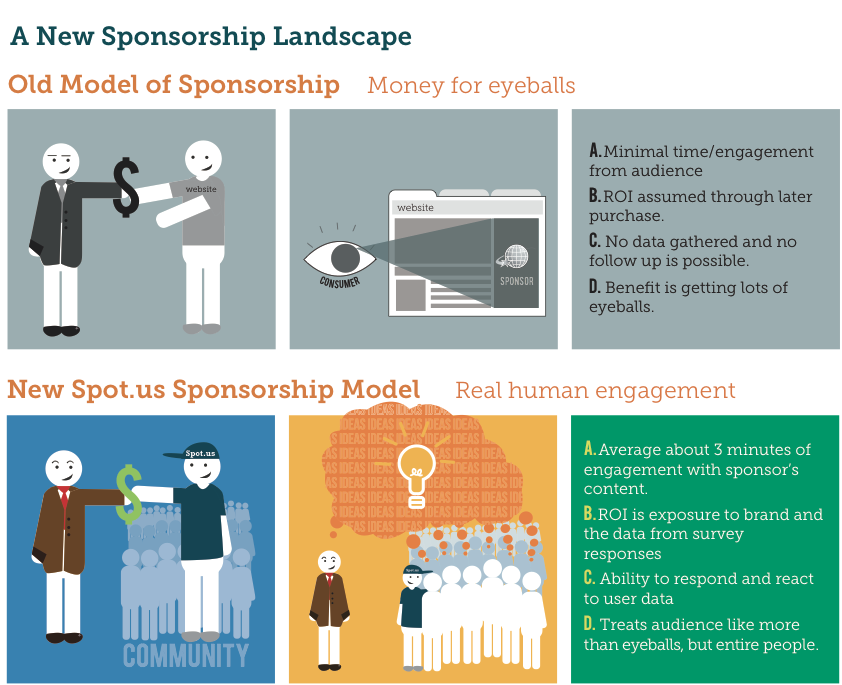 A New Sponsorship Landscape
Old Model of Sponsorship Money for eyeballs
website
CONSUMER
website
SPONSOR
A. Minimal time/engagement
from audience
B. ROI assumed through later
purchase.
C. No data gathered and no
follow up is possible.
D. Benefit is getting lots of
eyeballs.
New Spot.us Sponsorship Model Real human engagement
Spot.us
COMMUNITY
IDEAS IDEAS IDEAS IDEAS
Spot.us
A. Average about 3 minutes of
engagement with sponsor's
content.
B. ROI is exposure to brand and
the data from survey
responses
C. Ability to respond and react
to user data
D. Treats audience like more
than eyeballs, but entire people.